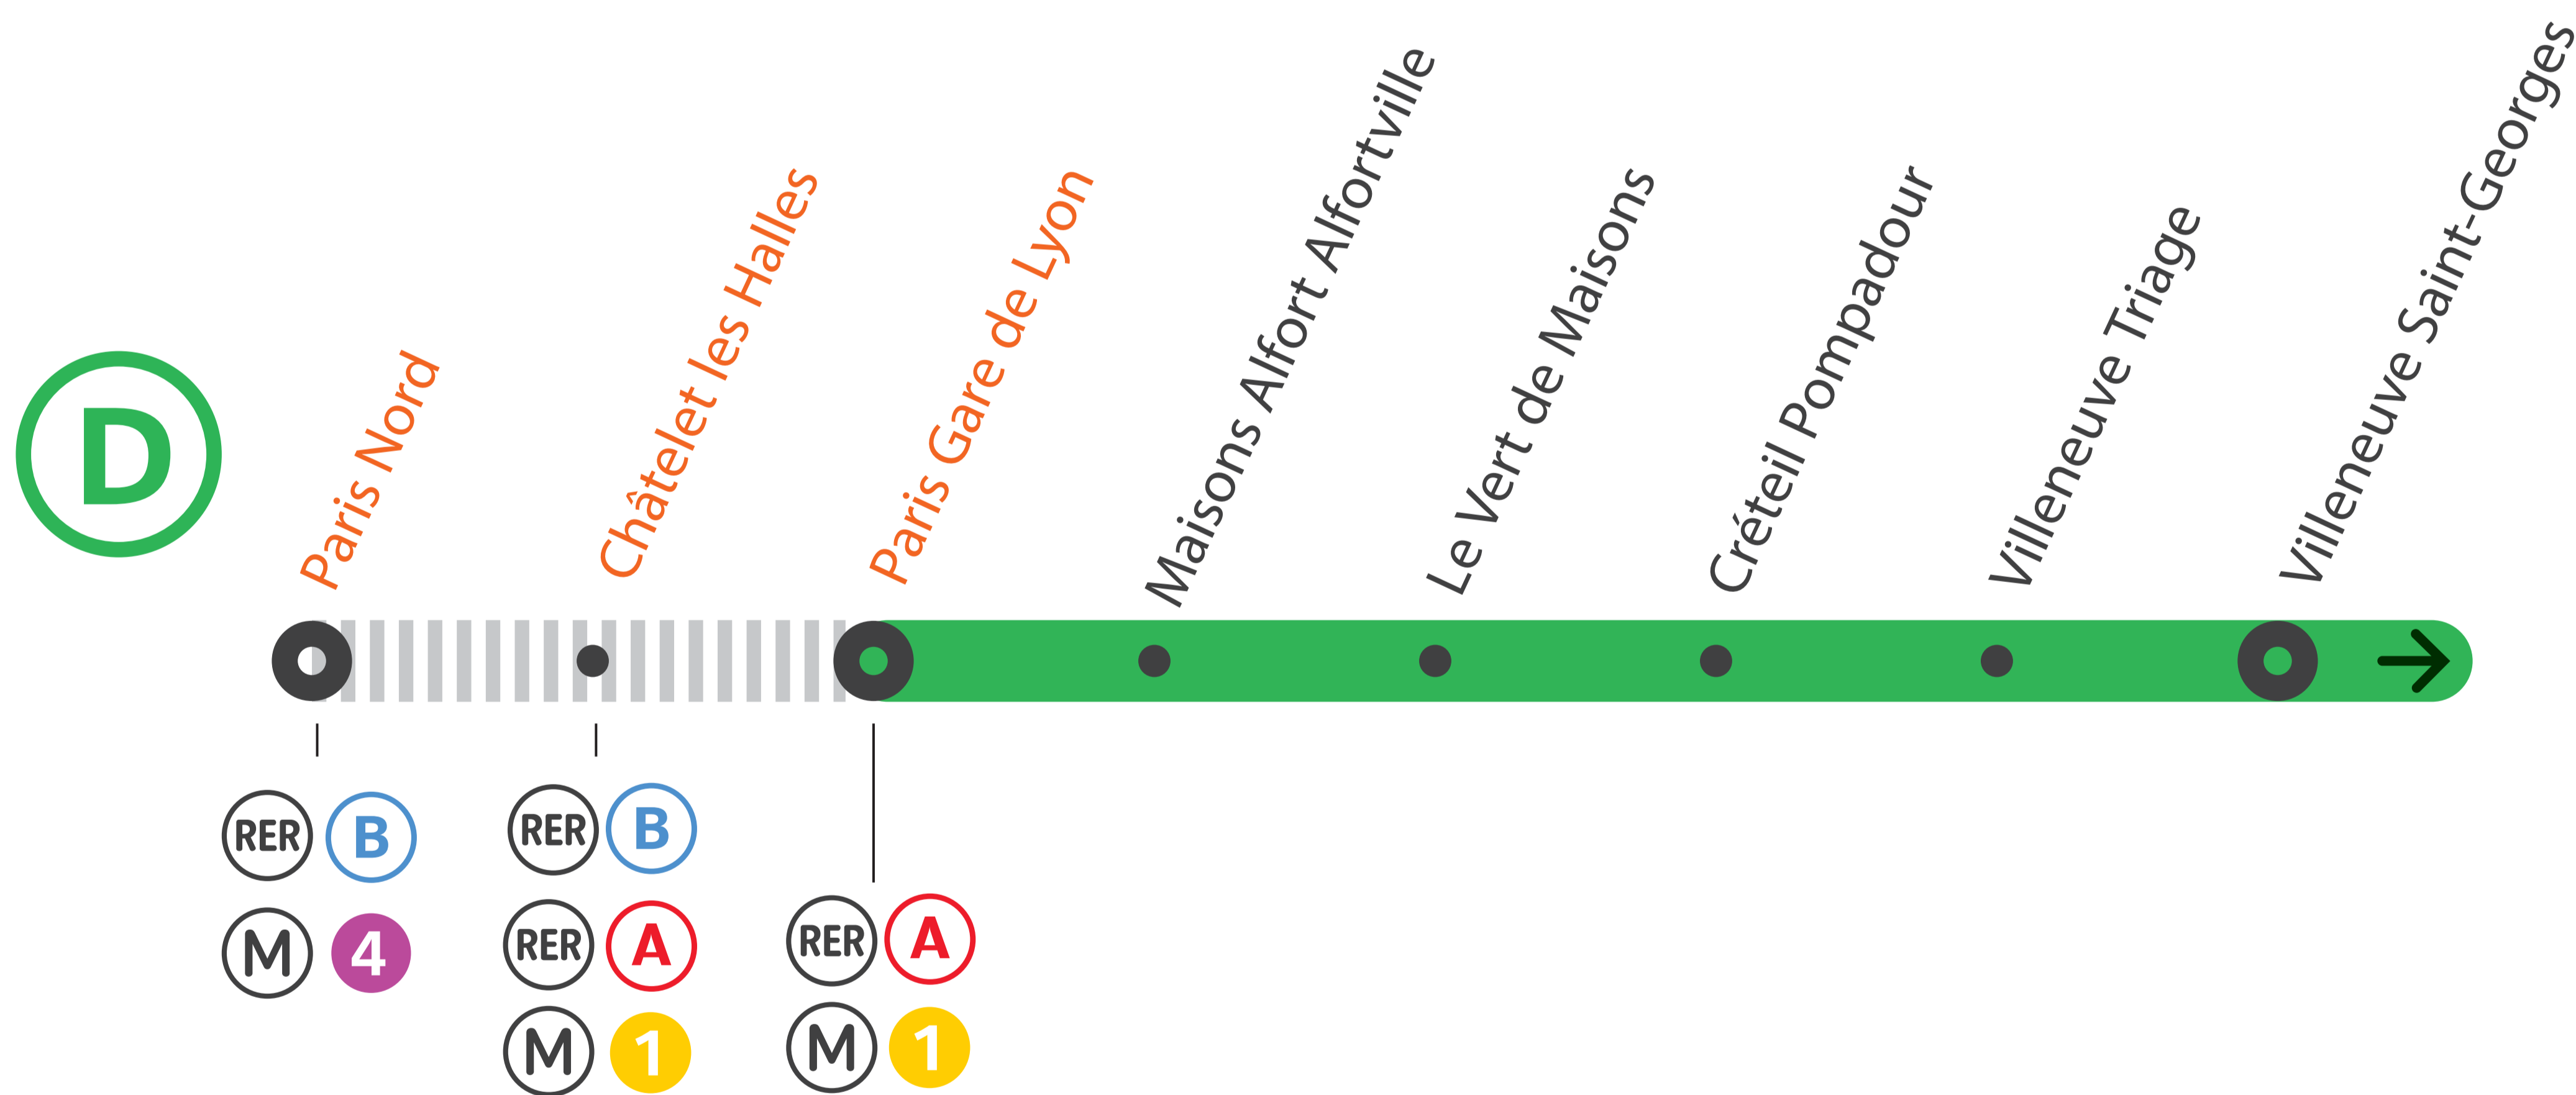 D
Paris Nord
Châtelet les Halles
Paris Gare de Lyon
Maisons Alfort Alfortville
Le Vert de Maisons
Créteil Pompadour
Villeneuve Triage
Villeneuve Saint-Georges
RER B
M 4
RER B
RER A
M 1
RER A
M 1